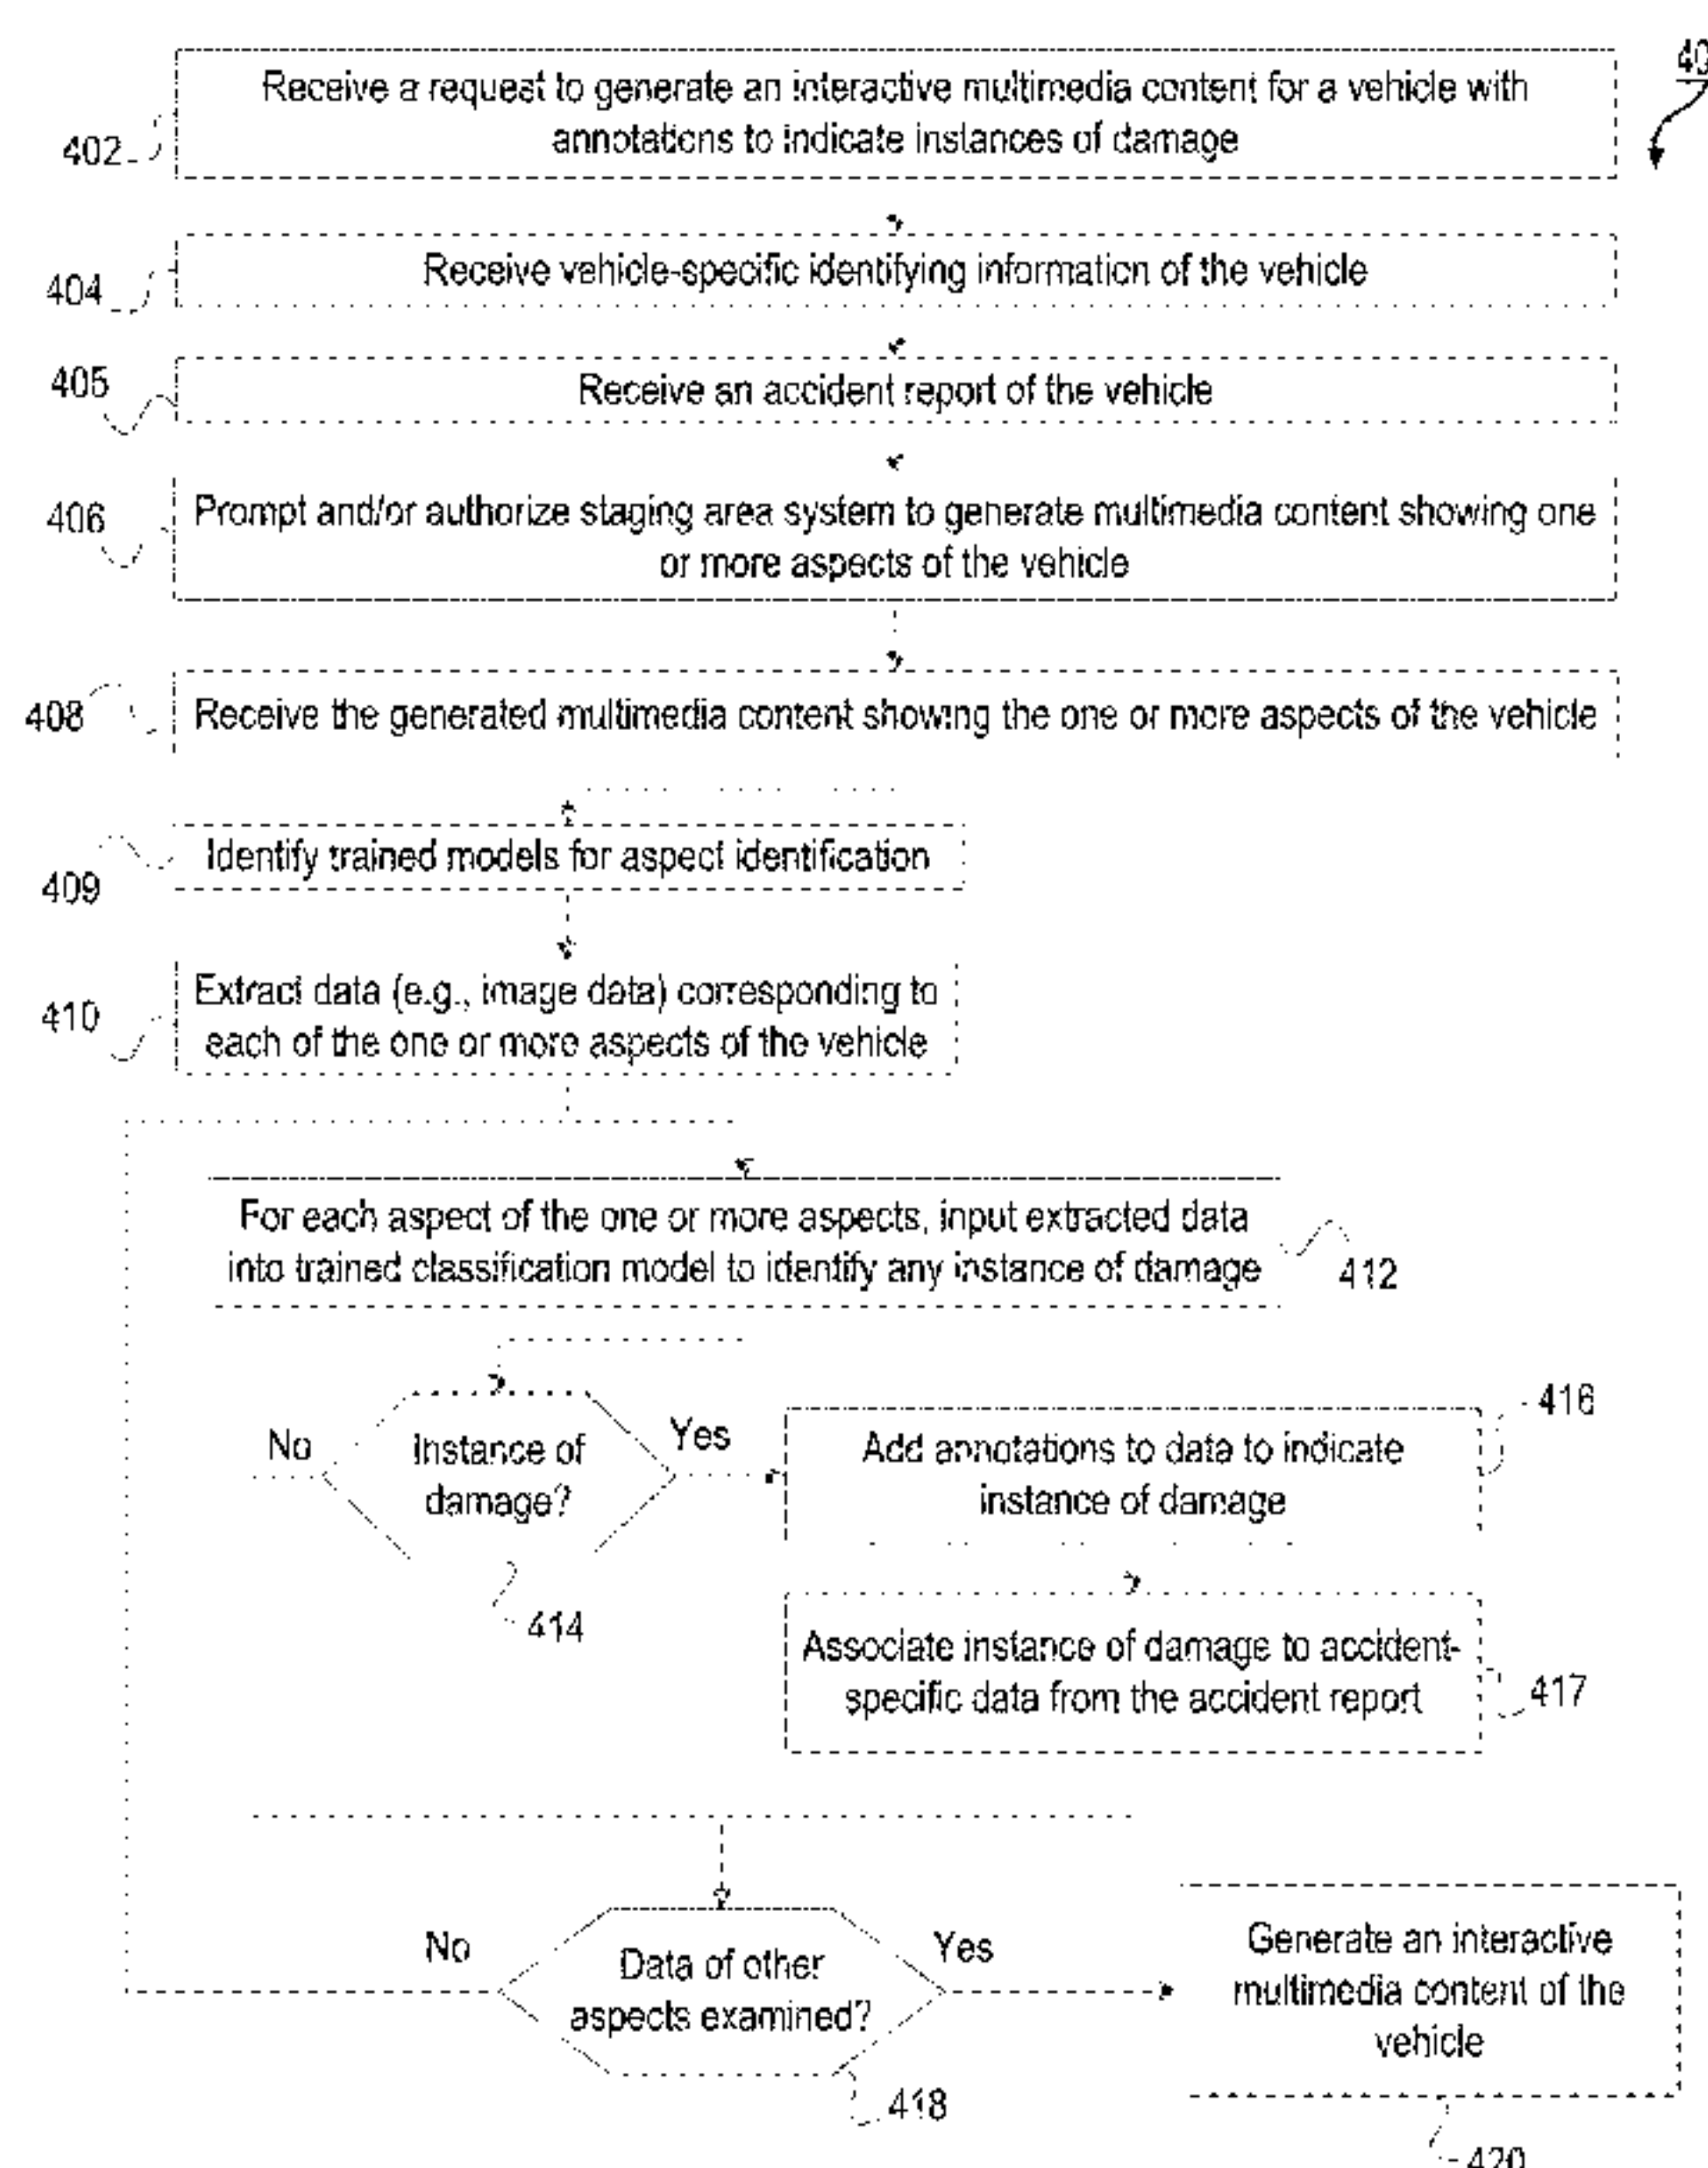 Receive a request to generate an interactive multimedia content for a vehicle with
annotations to indicate instances of damage
402
Receive vehicle-specific identifying information of the vehicle
404
Receive an accident report of the vehicle
405
Prompt and/or authorize staging area system to generate multimedia content showing one
or more aspects of the vehicle
406
Receive the generated multimedia content showing the one or more aspects of the vehicle
408
Identify trained models for aspect identification
409
Extract data (e.g., image data) corresponding to
each of the one or more aspects of the vehicle
410
For each aspect of the one or more aspects, input extracted data
into trained classification model to identify any instance of damage
412
No
Instance of
damage?
Yes
414
Add annotations to data to indicate
instance of damage
416
Associate instance of damage to accident-
specific data from the accident report
417
No
Data of other
aspects examined?
Yes
418
Generate an interactive
multimedia content of the
vehicle
420